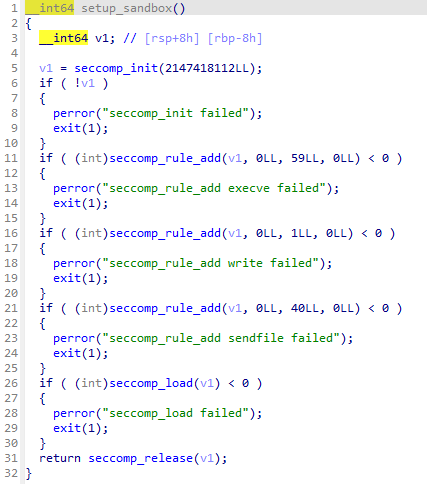 1 __int64 setup_sandbox()
2 {
3   __int64 v1; // [rsp+8h] [rbp-8h]
4
5   v1 = seccomp_init(2147418112LL);
6   if ( !v1 )
7   {
8     perror("seccomp_init failed");
9     exit(1);
10   }
11   if ( (int)seccomp_rule_add(v1, 0LL, 59LL, 0LL) < 0 )
12   {
13     perror("seccomp_rule_add execve failed");
14     exit(1);
15   }
16   if ( (int)seccomp_rule_add(v1, 0LL, 1LL, 0LL) < 0 )
17   {
18     perror("seccomp_rule_add write failed");
19     exit(1);
20   }
21   if ( (int)seccomp_rule_add(v1, 0LL, 40LL, 0LL) < 0 )
22   {
23     perror("seccomp_rule_add sendfile failed");
24     exit(1);
25   }
26   if ( (int)seccomp_load(v1) < 0 )
27   {
28     perror("seccomp_load failed");
29     exit(1);
30   }
31   return seccomp_release(v1);
32 }